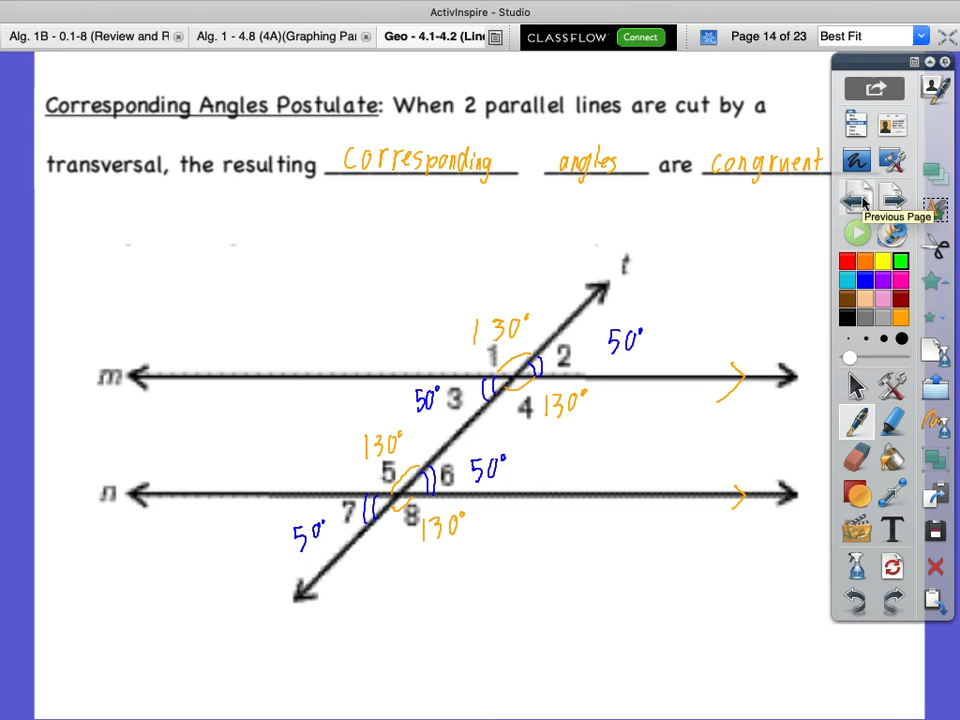 ActivInspire - Studio
Alg. 1B - 0.1-8 (Review and R
Alg. 1 - 4.8 (4A)(Graphing Pa
Geo - 4.1-4.2 (Line
CLASSFLOW
Connect
Page 14 of 23
Best Fit
Corresponding Angles Postulate: When 2 parallel lines are cut by a
transversal, the resulting corresponding angles are congruent
Previous Page
t
130°
1 2 50°
m
50° 3 4 130°
130°
5 6 50°
n
7 8 130°
50°
T